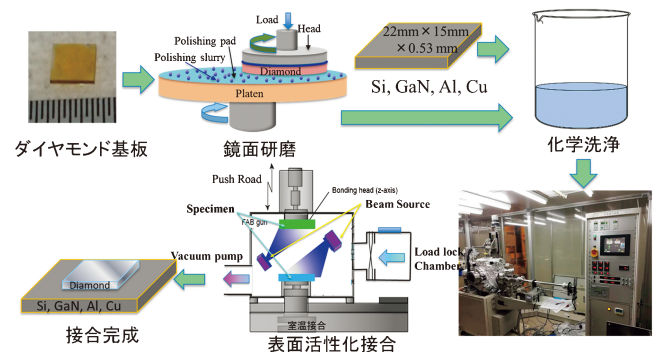 Load
Head
Polishing pad
Polishing slurry
Diamond
Platen
22mm×15mm
×0.53 mm
Si, GaN, Al, Cu
ダイヤモンド基板
鏡面研磨
化学洗浄
Push Road
Bonding head (z-axis)
Specimen
Beam Source
FAB gun
Vacuum pump
Load lock
Chamber
Diamond
Si, GaN, Al, Cu
室温接合
接合完成
表面活性化接合